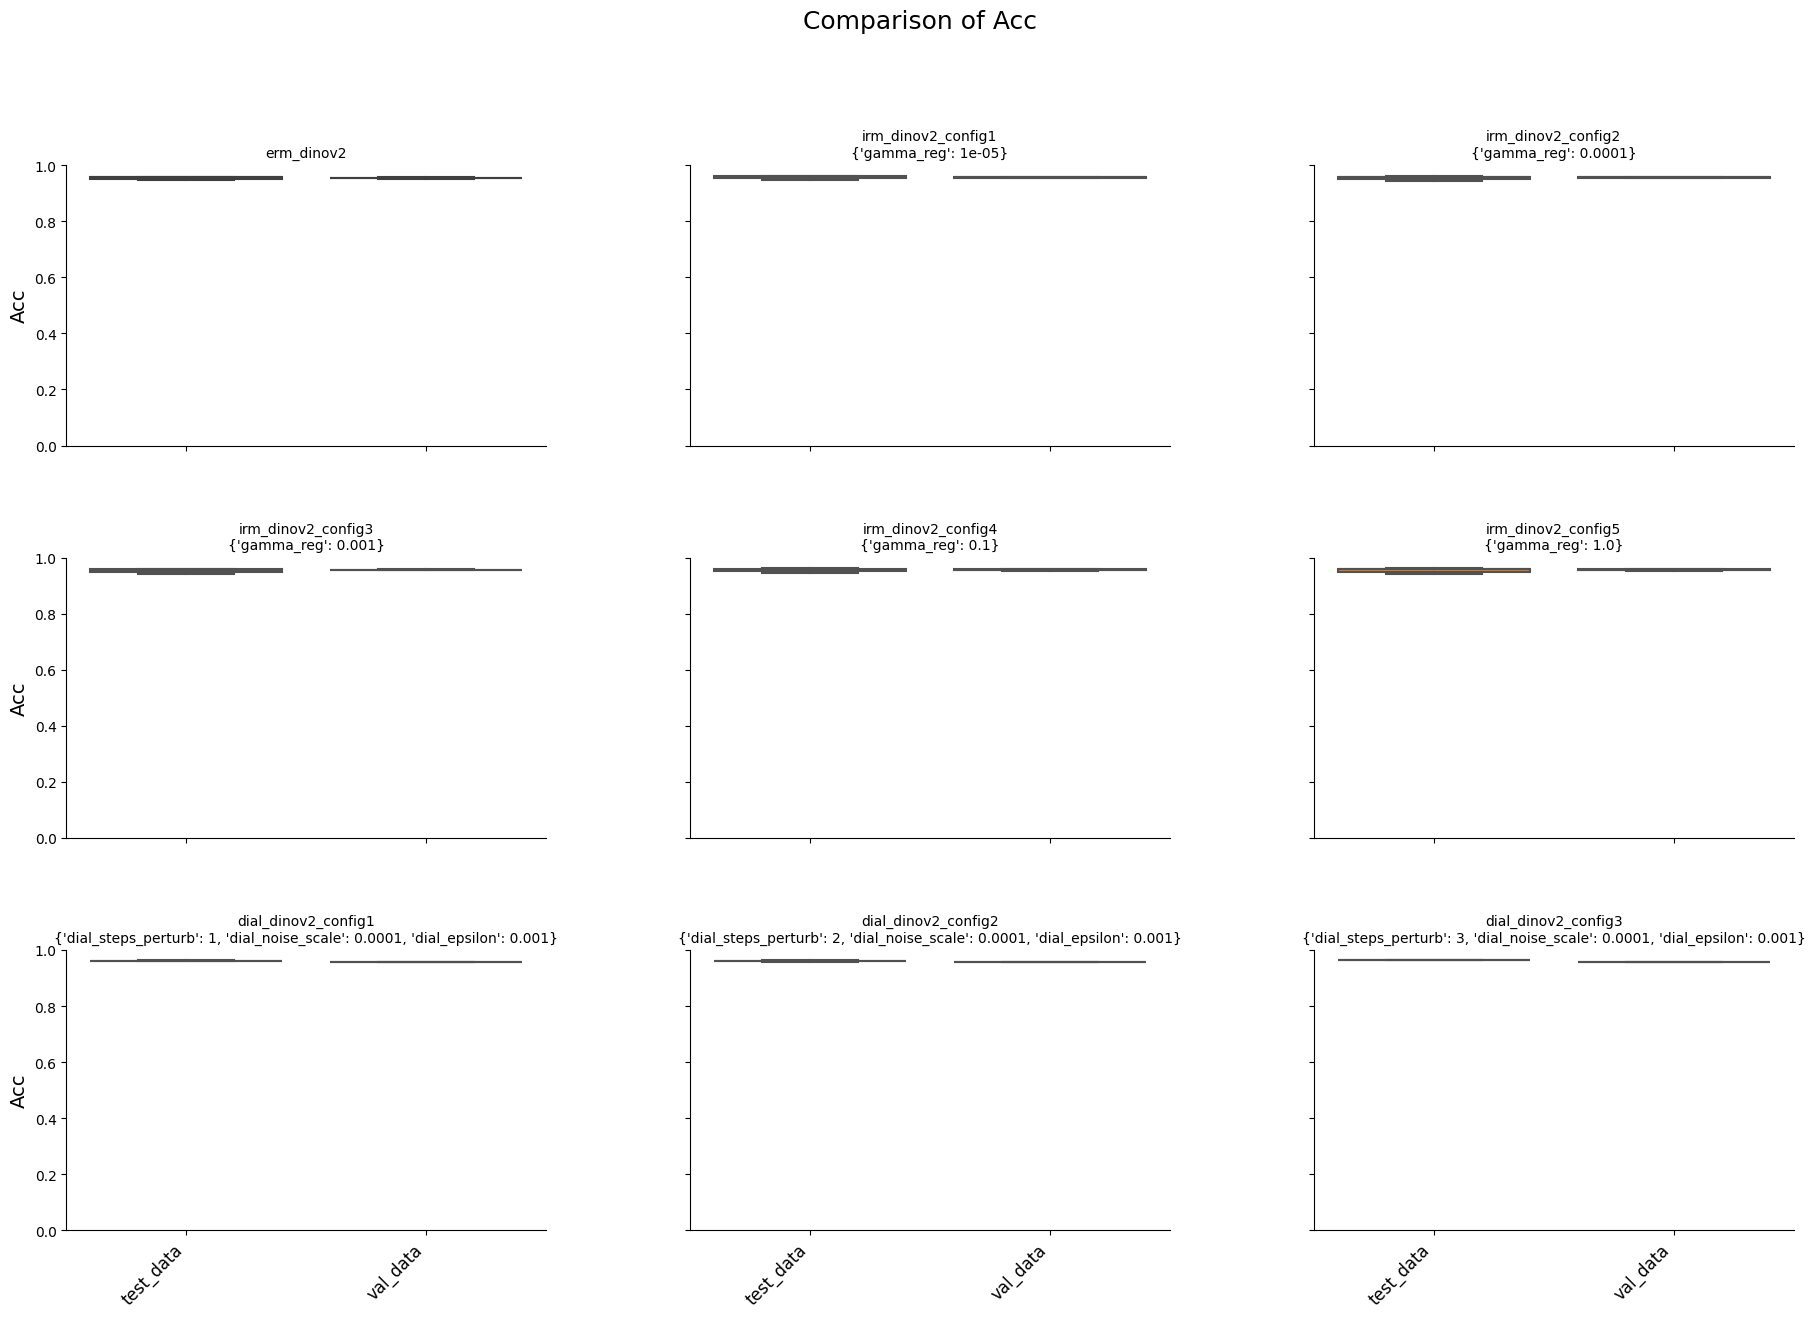 Comparison of Acc
erm_dinov2
irm_dinov2_config1
{'gamma_reg': 1e-05}
irm_dinov2_config2
{'gamma_reg': 0.0001}
1.0
0.8
0.6
0.4
0.2
0.0
Acc
irm_dinov2_config3
{'gamma_reg': 0.001}
irm_dinov2_config4
{'gamma_reg': 0.1}
irm_dinov2_config5
{'gamma_reg': 1.0}
1.0
0.8
0.6
0.4
0.2
0.0
Acc
dial_dinov2_config1
{'dial_steps_perturb': 1, 'dial_noise_scale': 0.0001, 'dial_epsilon': 0.001}
dial_dinov2_config2
{'dial_steps_perturb': 2, 'dial_noise_scale': 0.0001, 'dial_epsilon': 0.001}
dial_dinov2_config3
{'dial_steps_perturb': 3, 'dial_noise_scale': 0.0001, 'dial_epsilon': 0.001}
1.0
0.8
0.6
0.4
0.2
0.0
Acc
test_data
val_data
test_data
val_data
test_data
val_data